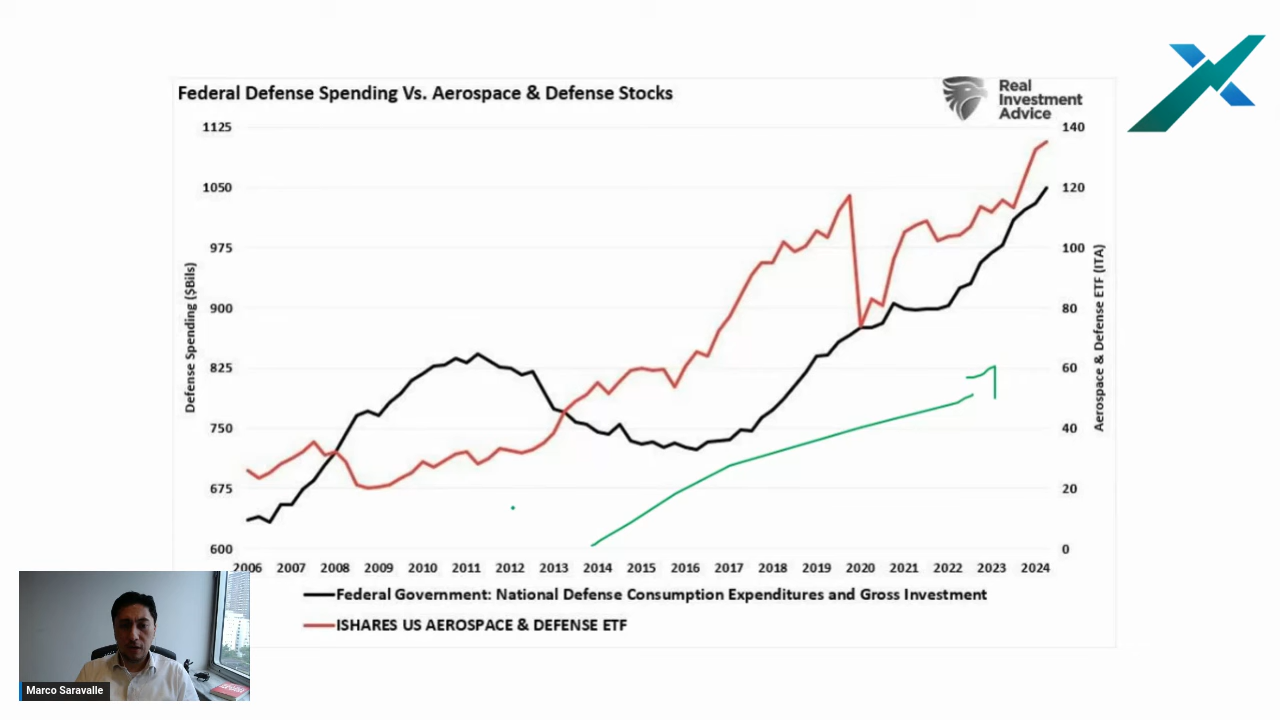 Federal Defense Spending Vs. Aerospace & Defense Stocks
Real
Investment
Advice
1125
1050
975
900
825
750
675
600
140
120
100
80
60
40
20
0
Defense Spending ($Bils)
Aerospace & Defense ETF (ITA)
2006 2007 2008 2009 2010 2011 2012 2013 2014 2015 2016 2017 2018 2019 2020 2021 2022 2023 2024
Federal Government: National Defense Consumption Expenditures and Gross Investment
ISHARES US AEROSPACE & DEFENSE ETF
Marco Saravalle